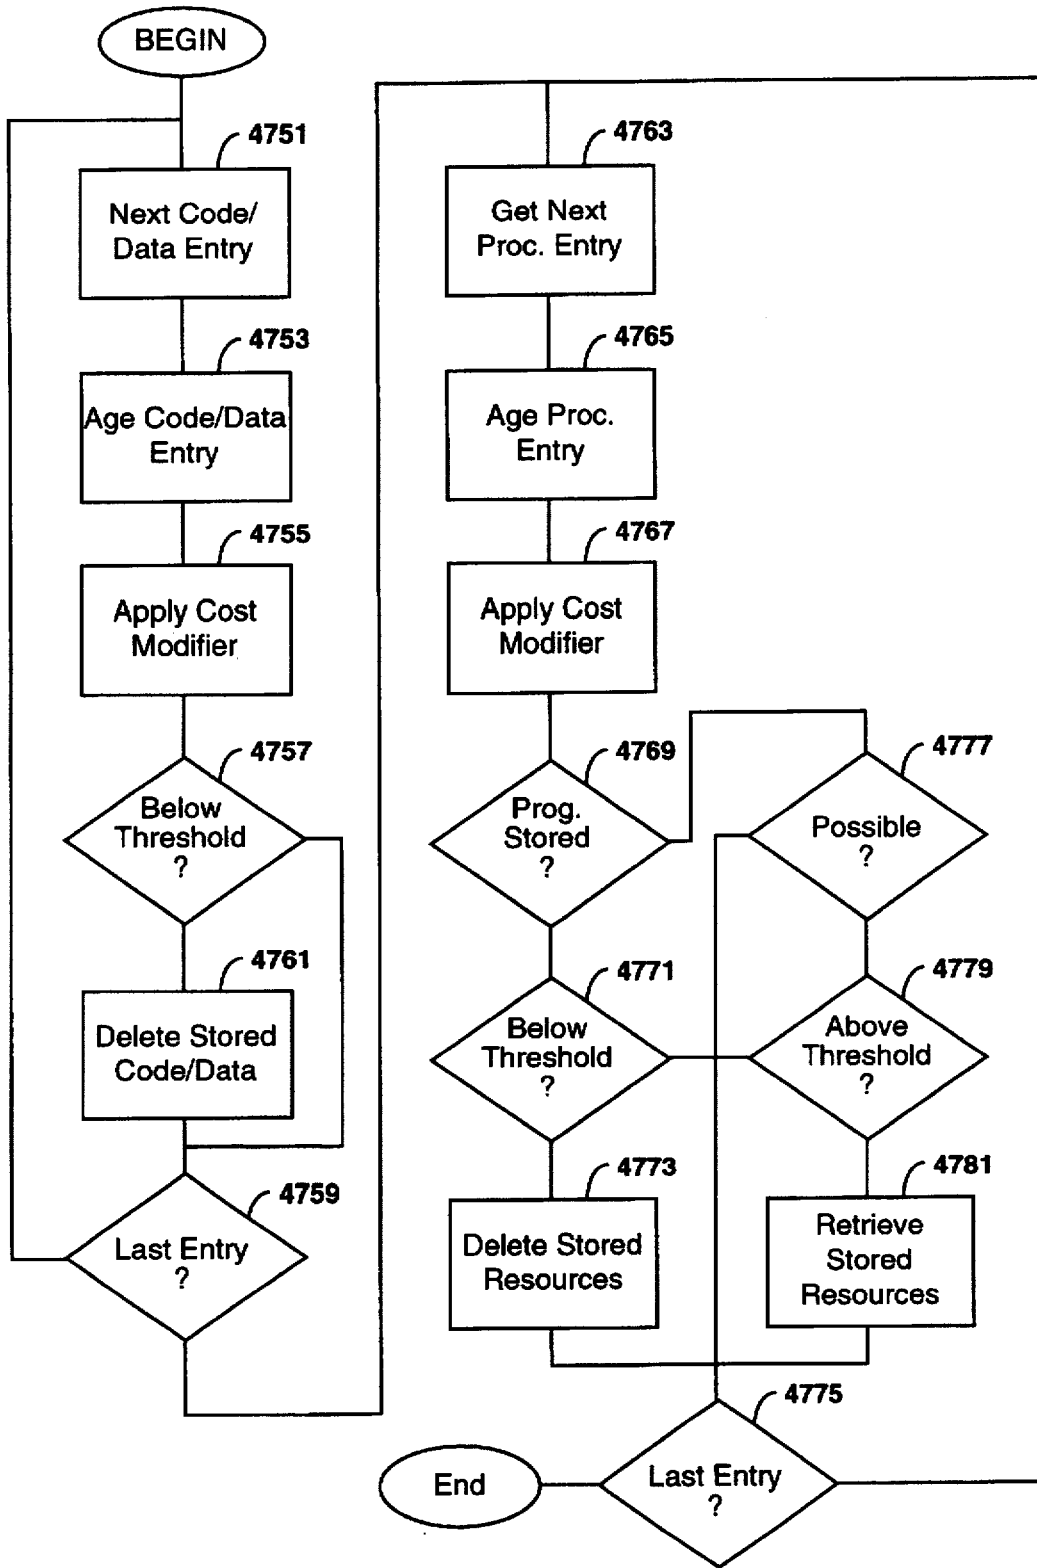 BEGIN
4751
Next Code/
Data Entry
4753
Age Code/Data
Entry
4755
Apply Cost
Modifier
4757
Below
Threshold
?
4761
Delete Stored
Code/Data
4759
Last Entry
?
4763
Get Next
Proc. Entry
4765
Age Proc.
Entry
4767
Apply Cost
Modifier
4769
Prog.
Stored
?
4777
Possible
?
4771
Below
Threshold
?
4779
Above
Threshold
?
4773
Delete Stored
Resources
4781
Retrieve
Stored
Resources
4775
Last Entry
?
End